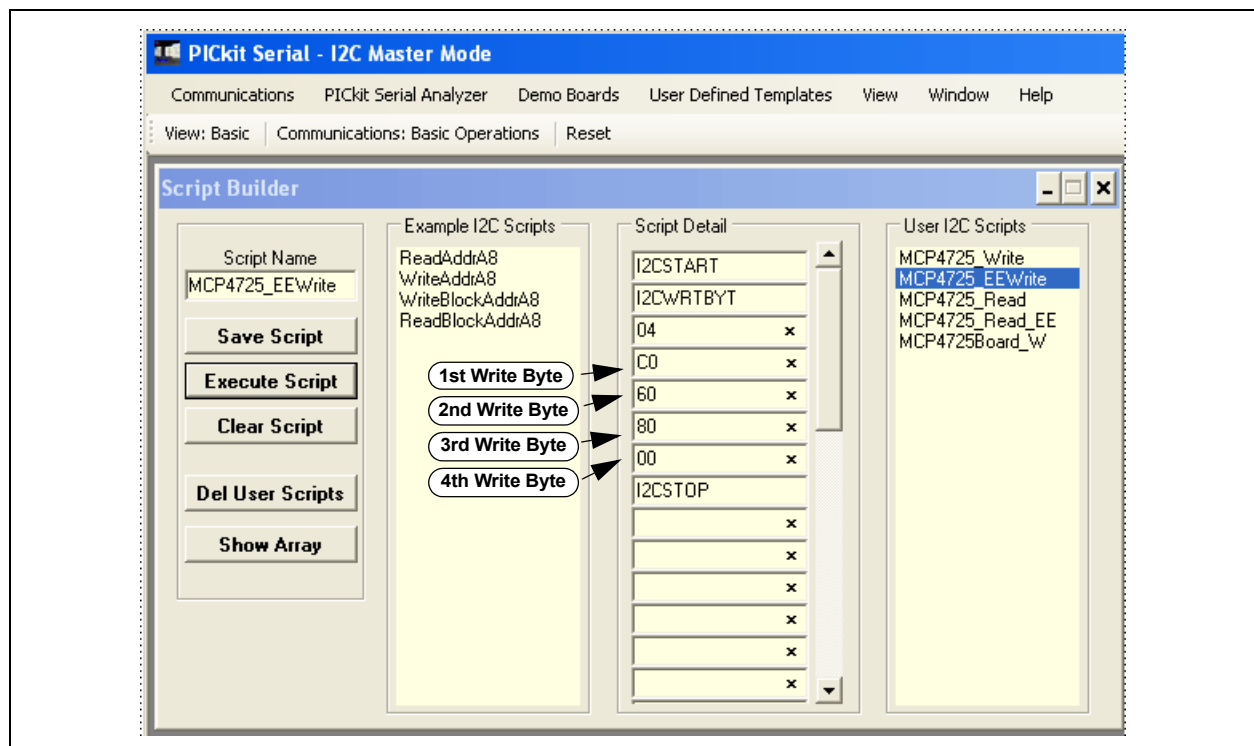 PICkit Serial - I2C Master Mode
Communications PICkit Serial Analyzer Demo Boards User Defined Templates View Window Help
View: Basic Communications: Basic Operations Reset
Script Builder
Script Name
MCP4725_EEWrite
Save Script
Execute Script
Clear Script
Del User Scripts
Show Array
Example I2C Scripts
ReadAddrA8
WriteAddrA8
WriteBlockAddrA8
ReadBlockAddrA8
1st Write Byte
2nd Write Byte
3rd Write Byte
4th Write Byte
Script Detail
I2CSTART
I2CWRTBYT
04 x
C0 x
60 x
80 x
00 x
I2CSTOP
x
x
x
x
x
x
User I2C Scripts
MCP4725_Write
MCP4725_EEWrite
MCP4725_Read
MCP4725_Read_EE
MCP4725Board_W